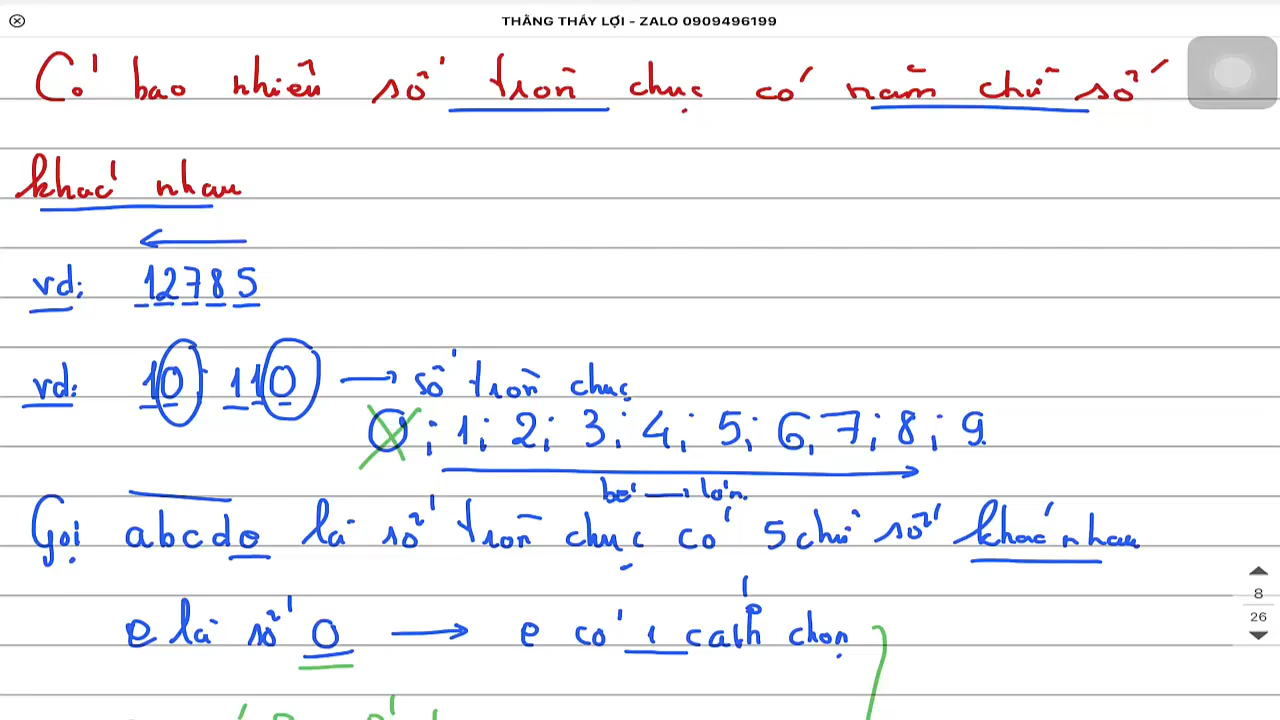 THẰNG THẦY LỢI - ZALO 0909496199
Có bao nhiêu số tròn chục có năm chữ số
khác nhau
vd: 12785
vd: 10; 110 → số tròn chục
0; 1; 2; 3; 4; 5; 6; 7; 8; 9
bé → lớn
Gọi abcde là số tròn chục có 5 chữ số khác nhau
e là số 0 → e có 1 cách chọn
8
26